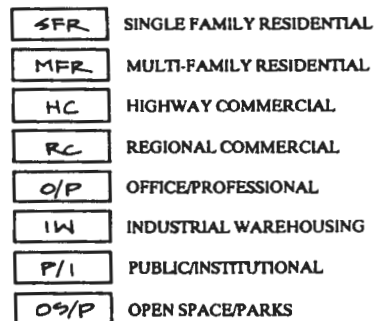 SFR SINGLE FAMILY RESIDENTIAL
MFR MULTI-FAMILY RESIDENTIAL
HC HIGHWAY COMMERCIAL
RC REGIONAL COMMERCIAL
O/P OFFICE/PROFESSIONAL
IW INDUSTRIAL WAREHOUSING
P/I PUBLIC/INSTITUTIONAL
OS/P OPEN SPACE/PARKS